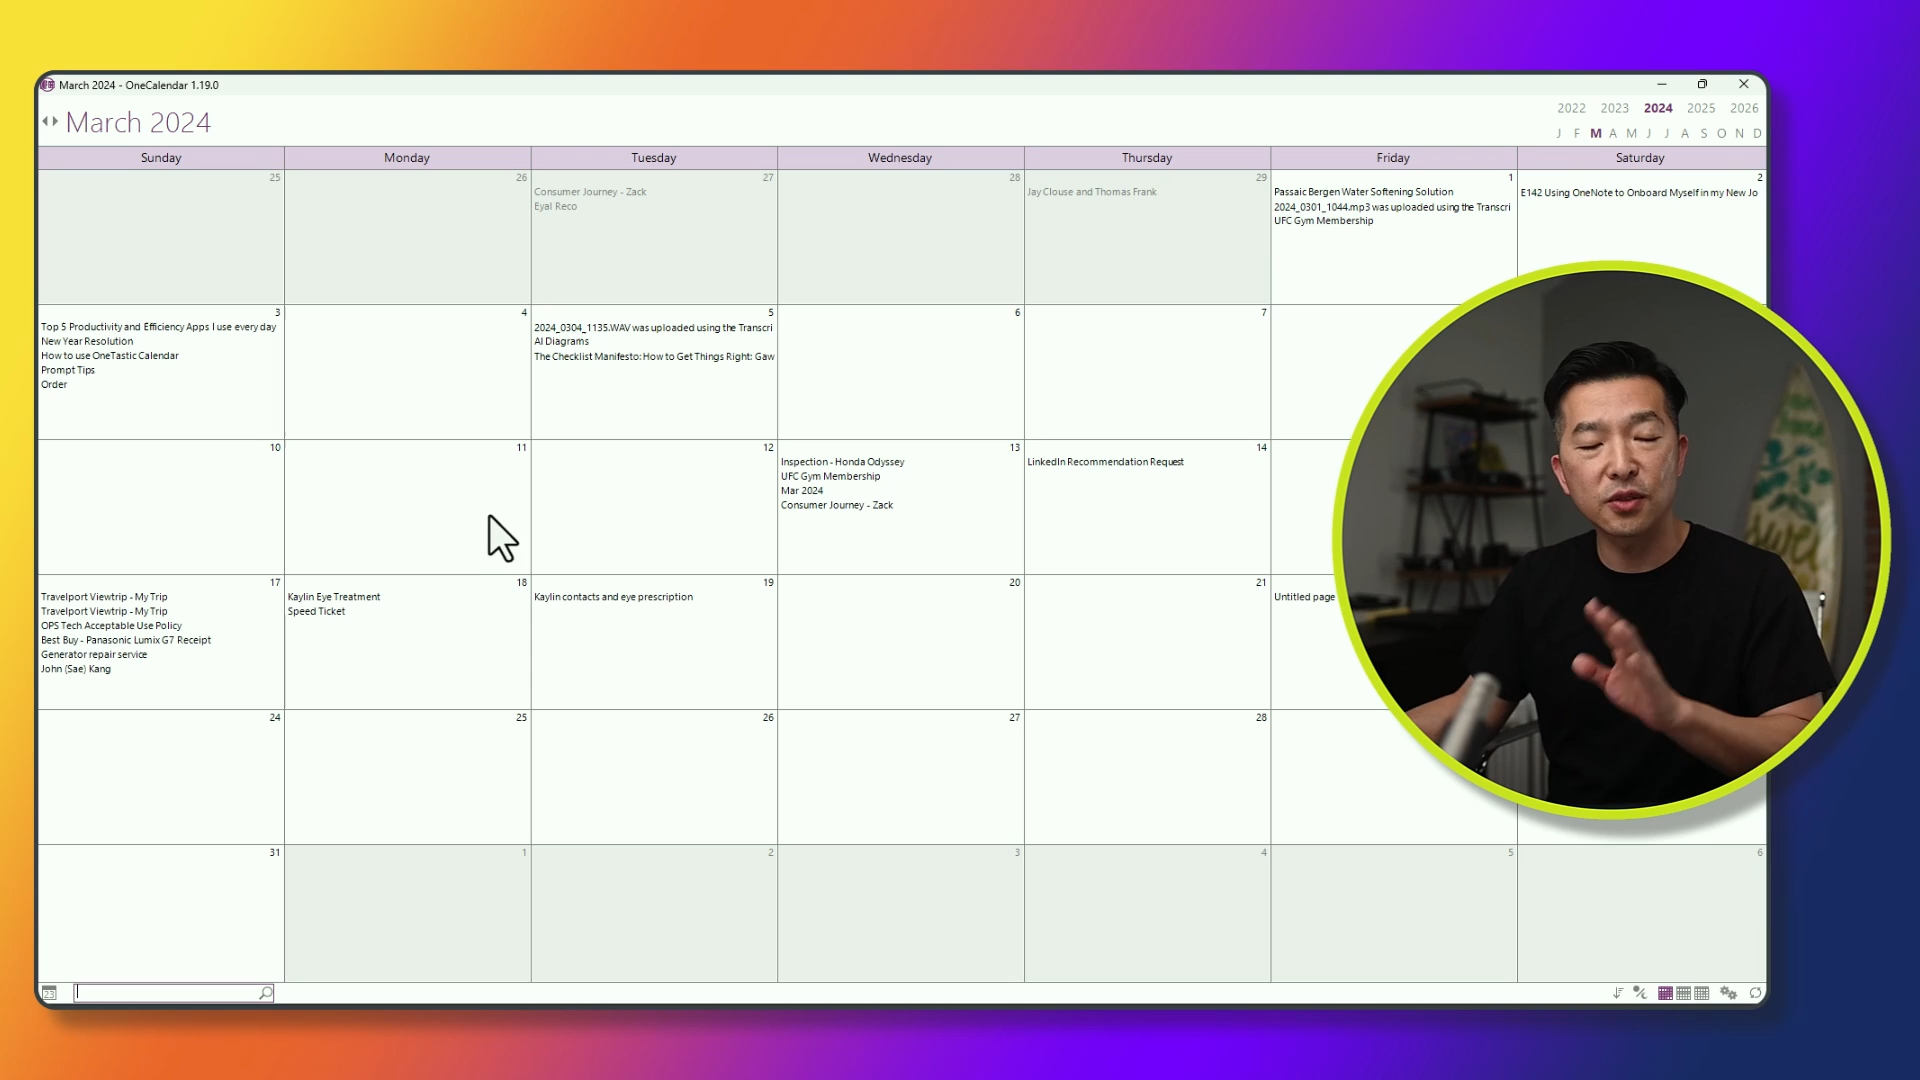 March 2024 - OneCalendar 1.19.0
March 2024
2022 2023 2024 2025 2026
J F M A M J J A S O N D
Sunday Monday Tuesday Wednesday Thursday Friday Saturday
25 26 27 28 29 1 2
Consumer Journey - Zack
Eyal Reco
Jay Clouse and Thomas Frank
Passaic Bergen Water Softening Solution
2024_0301_1044.mp3 was uploaded using the Transcri
UFC Gym Membership
E142 Using OneNote to Onboard Myself in my New Jo
3 4 5 6 7
Top 5 Productivity and Efficiency Apps I use every day
New Year Resolution
How to use OneTastic Calendar
Prompt Tips
Order
2024_0304_1135.WAV was uploaded using the Transcri
AI Diagrams
The Checklist Manifesto: How to Get Things Right: Gaw
10 11 12 13 14
Inspection - Honda Odyssey
UFC Gym Membership
Mar 2024
Consumer Journey - Zack
LinkedIn Recommendation Request
17 18 19 20 21
Travelport Viewtrip - My Trip
Travelport Viewtrip - My Trip
OPS Tech Acceptable Use Policy
Best Buy - Panasonic Lumix G7 Receipt
Generator repair service
John (Sae) Kang
Kaylin Eye Treatment
Speed Ticket
Kaylin contacts and eye prescription
Untitled page
24 25 26 27 28
31 1 2 3 4 5 6
23